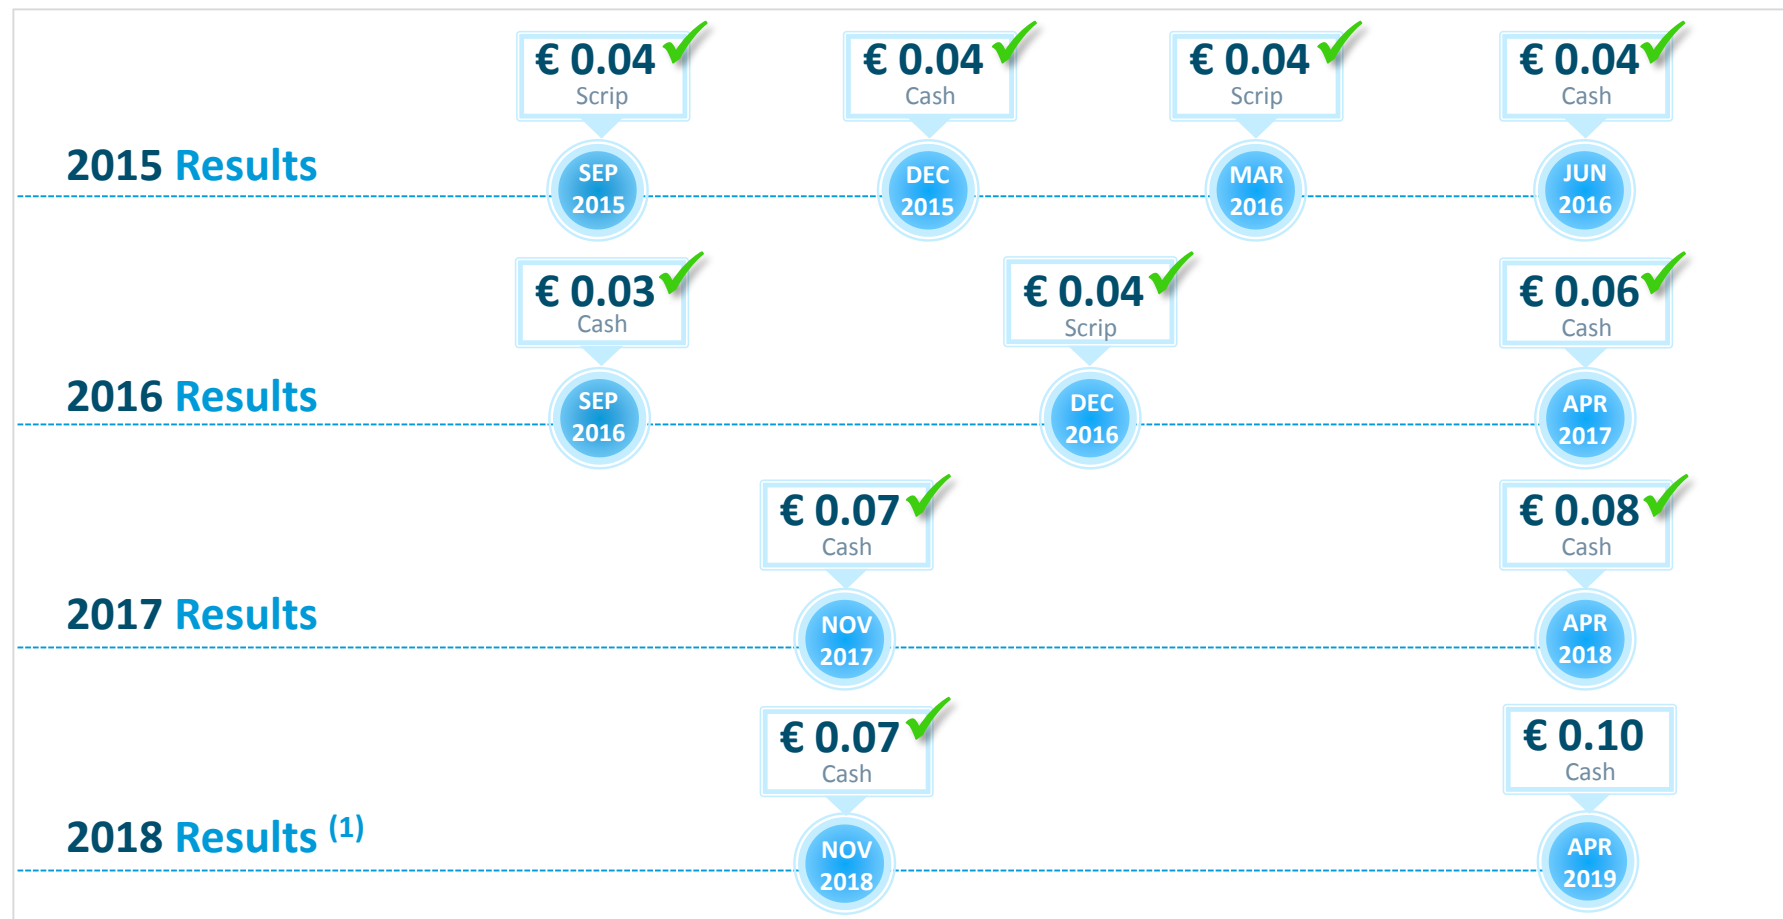 € 0.04
Scrip
€ 0.04
Cash
€ 0.04
Scrip
€ 0.04
Cash
2015 Results
SEP
2015
DEC
2015
MAR
2016
JUN
2016
€ 0.03
Cash
€ 0.04
Scrip
€ 0.06
Cash
2016 Results
SEP
2016
DEC
2016
APR
2017
€ 0.07
Cash
€ 0.08
Cash
2017 Results
NOV
2017
APR
2018
€ 0.07
Cash
€ 0.10
Cash
2018 Results (1)
NOV
2018
APR
2019